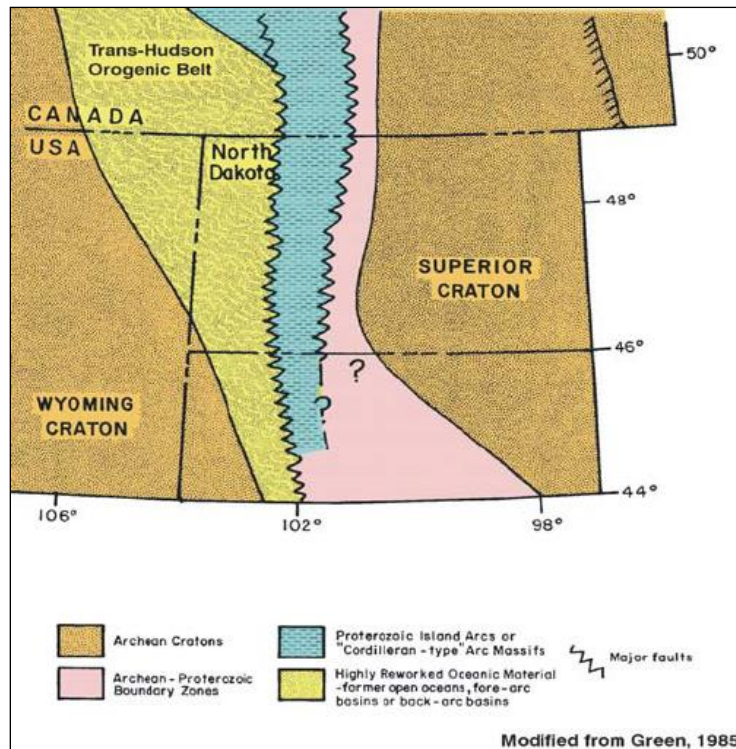 Trans-Hudson
Orogenic Belt
50°
CANADA
USA
North
Dakota
48°
SUPERIOR
CRATON
46°
?
?
WYOMING
CRATON
44°
106°
102°
98°
Archean Cratons
Proterozoic Island Arcs or
"Cordilleran-type" Arc Massifs
Major faults
Archean - Proterozoic
Boundary Zones
Highly Reworked Oceanic Material
-former open oceans, fore-arc
basins or back-arc basins
Modified from Green, 1985